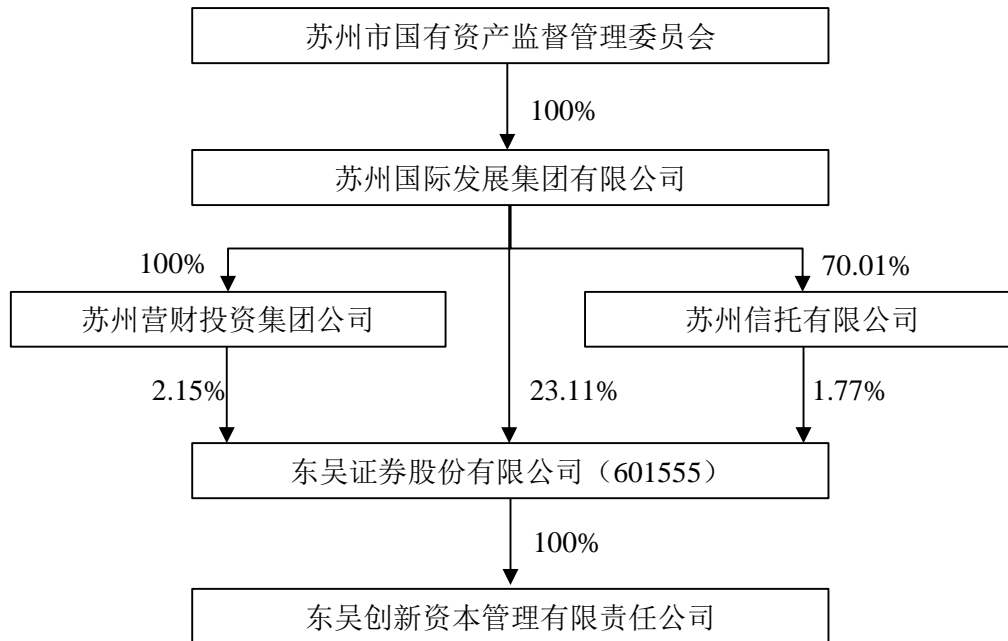 苏州市国有资产监督管理委员会
100%
苏州国际发展集团有限公司
100%
70.01%
苏州营财投资集团公司
苏州信托有限公司
2.15%
23.11%
1.77%
东吴证券股份有限公司（601555）
100%
东吴创新资本管理有限责任公司